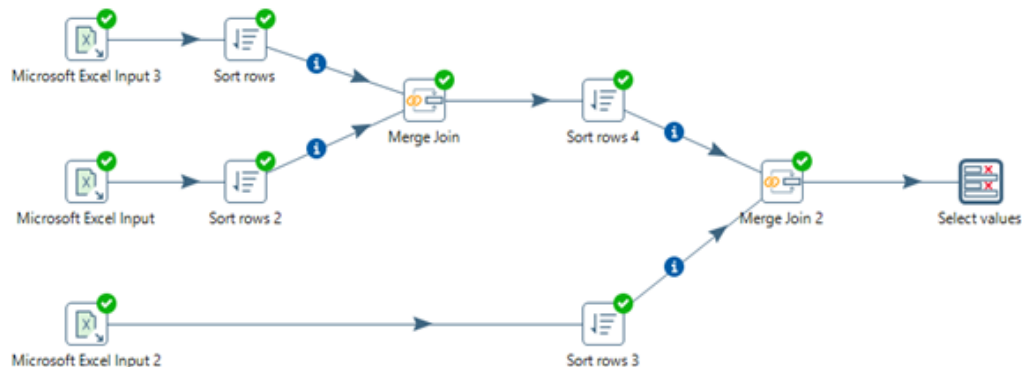 Microsoft Excel Input 3
Sort rows
Merge Join
Sort rows 4
Microsoft Excel Input
Sort rows 2
Merge Join 2
Select values
Microsoft Excel Input 2
Sort rows 3